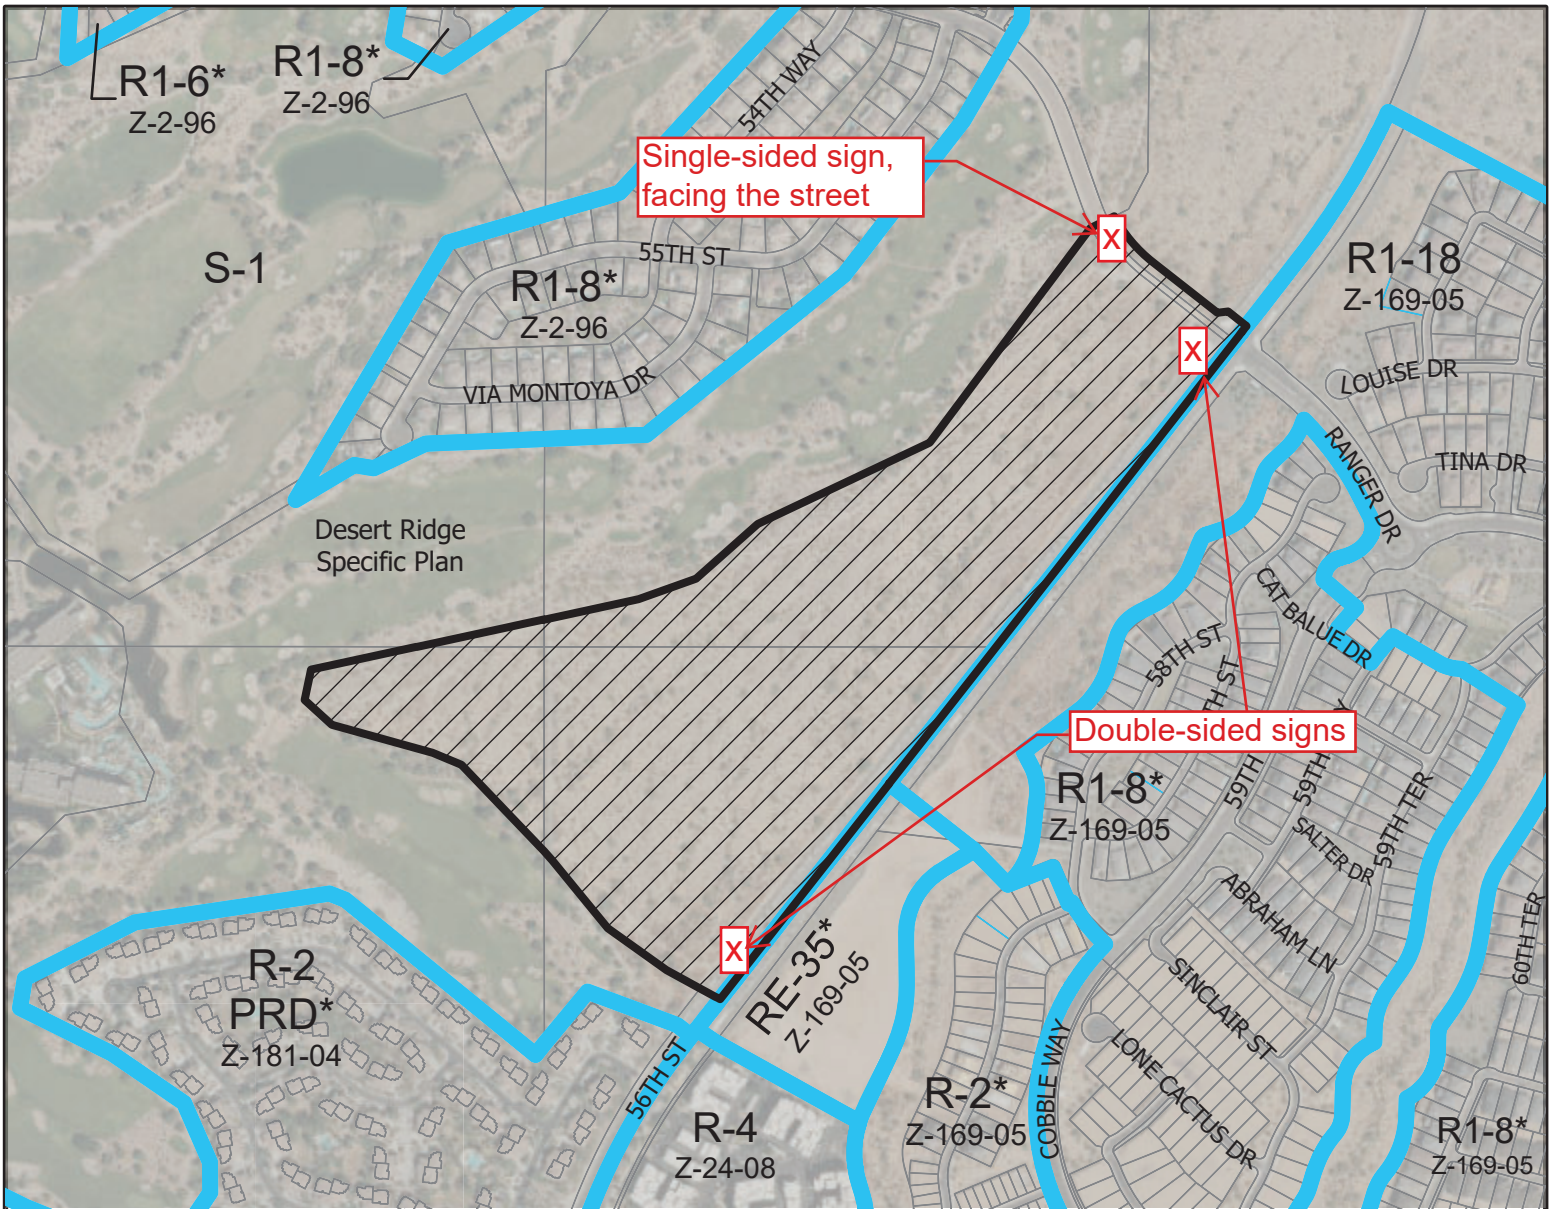 R1-6*
Z-2-96
R1-8*
Z-2-96
54TH WAY
Single-sided sign,
facing the street
X
S-1
55TH ST
R1-8*
Z-2-96
VIA MONTOYA DR
R1-18
Z-169-05
X
LOUISE DR
RANGER DR
TINA DR
Desert Ridge
Specific Plan
CAT BALUE DR
58TH ST
TH ST
Double-sided signs
R1-8*
Z-169-05
59TH
59TH
59TH TER
SALTER DR
ABRAHAM LN
60TH TER
X
RE-35*
Z-169-05
SINCLAIR ST
R-2
PRD*
Z-181-04
LONE CACTUS DR
COBBLE WAY
56TH ST
R-2*
Z-169-05
R-4
Z-24-08
R1-8*
Z-169-05